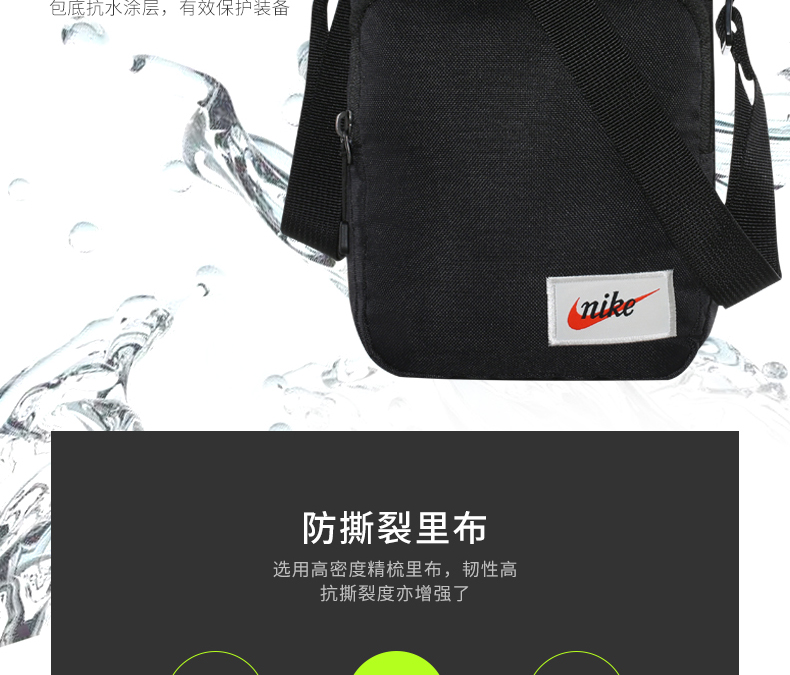 包底抗水涂层，有效保护装备
nike
防撕裂里布
选用高密度精梳里布，韧性高
抗撕裂度亦增强了